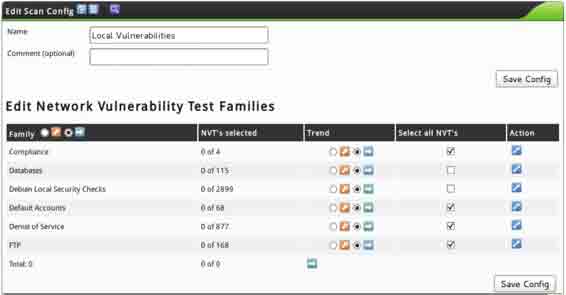 Edit Scan Config
Name Local Vulnerabilities
Comment (optional)
Save Config
Edit Network Vulnerability Test Families
Family NVT's selected Trend Select all NVT's Action
Compliance 0 of 4
Databases 0 of 115
Debian Local Security Checks 0 of 2899
Default Accounts 0 of 68
Denial of Service 0 of 877
FTP 0 of 168
Total: 0 0 of 0
Save Config